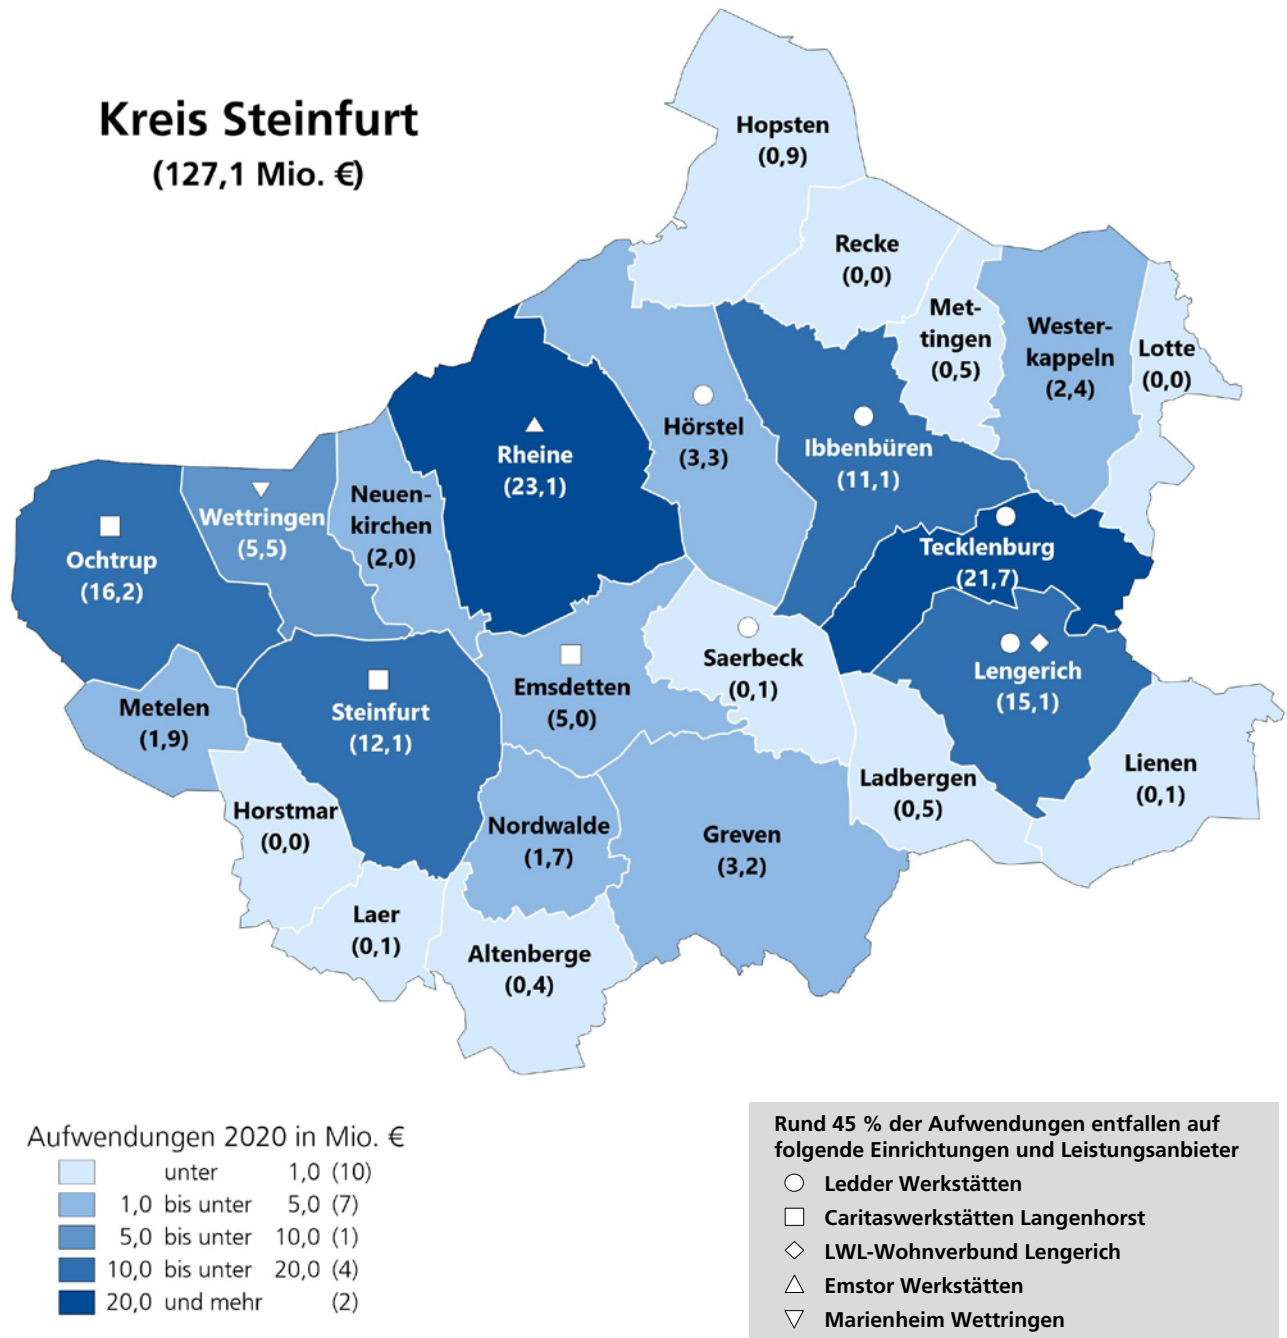 Kreis Steinfurt
(127,1 Mio. €)
Hopsten
(0,9)
Recke
(0,0)
Met-
tingen
(0,5)
Wester-
kappeln
(2,4)
Lotte
(0,0)
Hörstel
(3,3)
Ibbenbüren
(11,1)
Rheine
(23,1)
Neuen-
kirchen
(2,0)
Wettringen
(5,5)
Ochtrup
(16,2)
Tecklenburg
(21,7)
Lengerich
(15,1)
Saerbeck
(0,1)
Emsdetten
(5,0)
Steinfurt
(12,1)
Metelen
(1,9)
Horstmar
(0,0)
Nordwalde
(1,7)
Greven
(3,2)
Ladbergen
(0,5)
Lienen
(0,1)
Laer
(0,1)
Altenberge
(0,4)
Aufwendungen 2020 in Mio. €
unter 1,0 (10)
1,0 bis unter 5,0 (7)
5,0 bis unter 10,0 (1)
10,0 bis unter 20,0 (4)
20,0 und mehr (2)
Rund 45 % der Aufwendungen entfallen auf
folgende Einrichtungen und Leistungsanbieter
Ledder Werkstätten
Caritaswerkstätten Langenhorst
LWL-Wohnverbund Lengerich
Emstor Werkstätten
Marienheim Wettringen